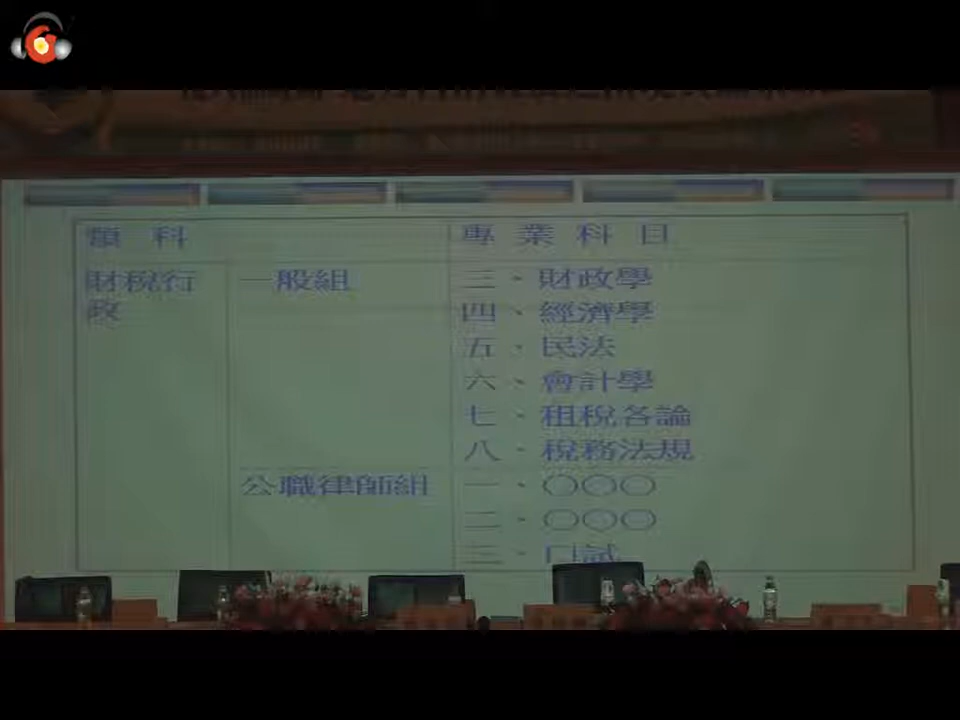 類 科 專 業 科 目
財稅行政 一般組 三、財政學
四、經濟學
五、民法
六、會計學
七、租稅各論
八、稅務法規
公職律師組 一、○○○
二、○○○
三、口試